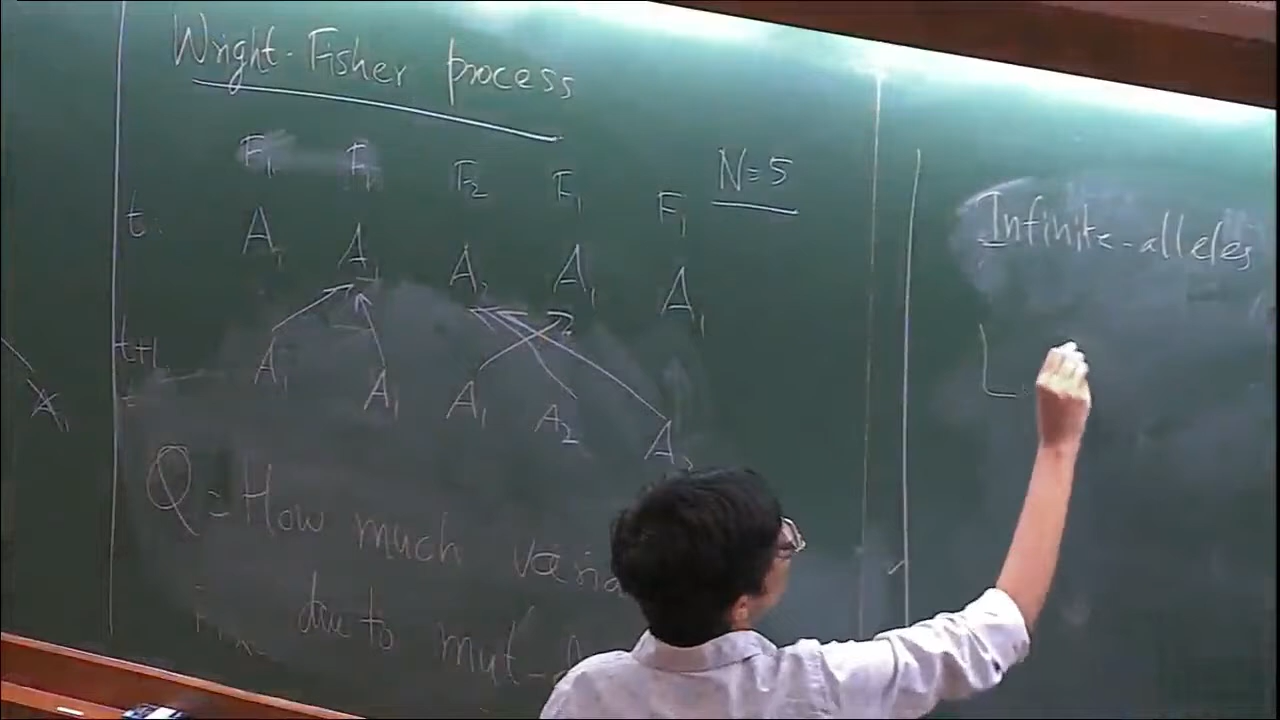 Wright-Fisher process
F₁ F₁ F₂ F₁ F₁
N=5
t: A₁ A₁ A₂ A₁ A₁
t+1 A₁ A₁ A₁ A₂ A₂
Q = How much
due to mut
Infinite-alleles
A₁